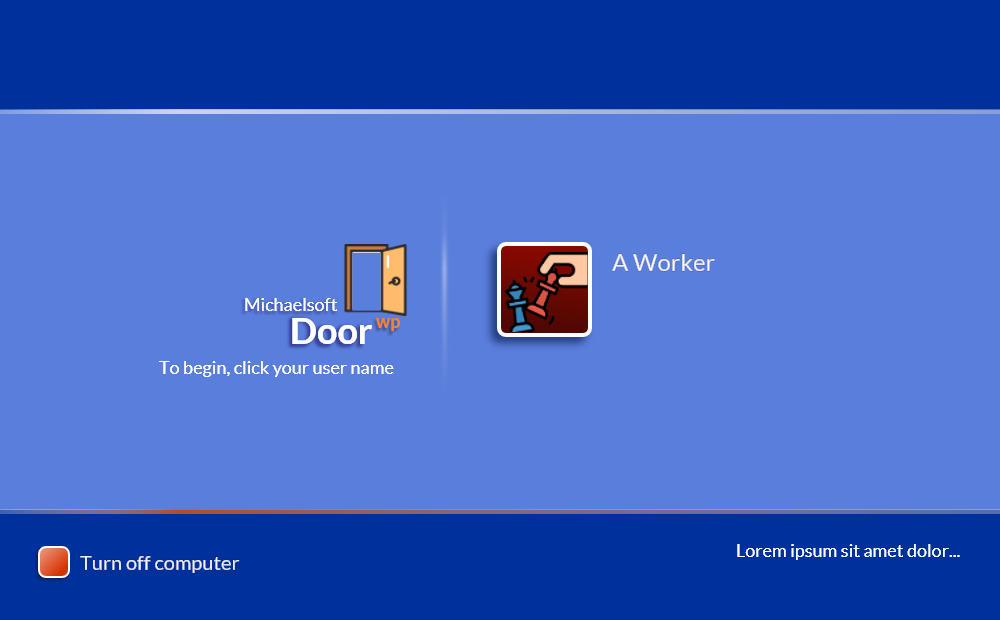 Michaelsoft
Door wp
To begin, click your user name
A Worker
Turn off computer
Lorem ipsum sit amet dolor...